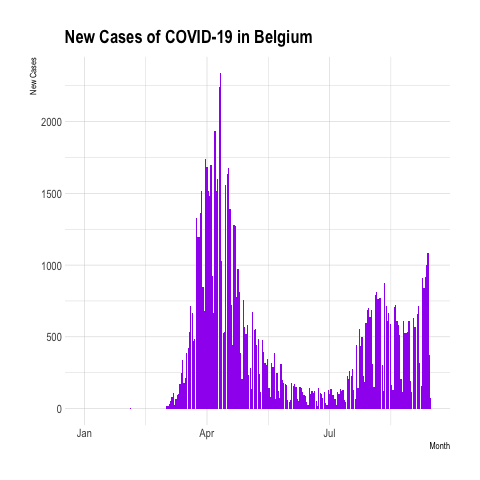 New Cases of COVID-19 in Belgium
New Cases
2000
1500
1000
500
0
Jan Apr Jul
Month